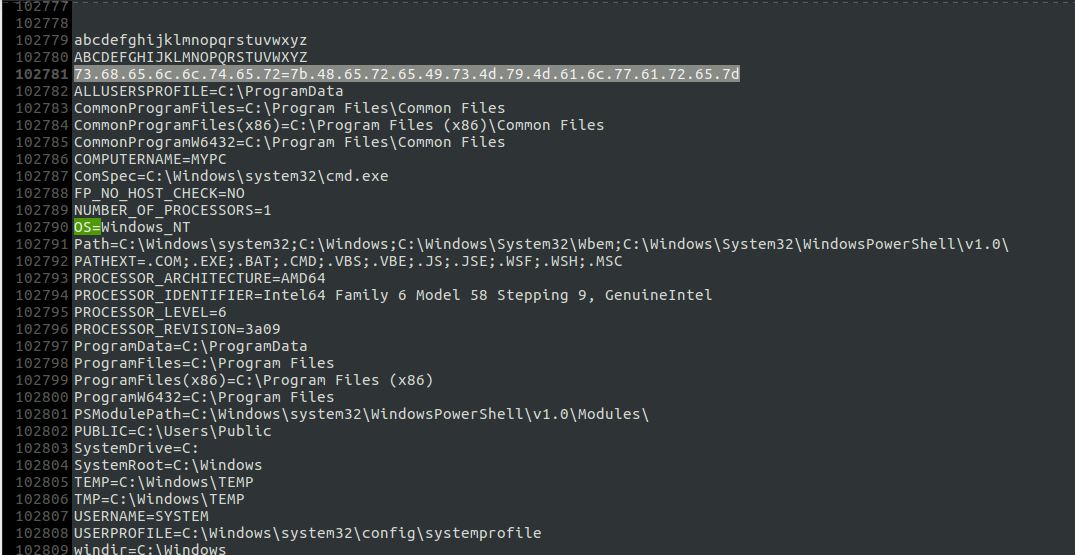 102777
102778
102779 abcdefghijklmnopqrstuvwxyz
102780 ABCDEFGHIJKLMNOPQRSTUVWXYZ
102781 73.68.65.6c.6c.74.65.72=7b.48.65.72.65.49.73.4d.79.4d.61.6c.77.61.72.65.7d
102782 ALLUSERSPROFILE=C:\ProgramData
102783 CommonProgramFiles=C:\Program Files\Common Files
102784 CommonProgramFiles(x86)=C:\Program Files (x86)\Common Files
102785 CommonProgramW6432=C:\Program Files\Common Files
102786 COMPUTERNAME=MYPC
102787 ComSpec=C:\Windows\system32\cmd.exe
102788 FP_NO_HOST_CHECK=NO
102789 NUMBER_OF_PROCESSORS=1
102790 OS=Windows_NT
102791 Path=C:\Windows\system32;C:\Windows;C:\Windows\System32\Wbem;C:\Windows\System32\WindowsPowerShell\v1.0\
102792 PATHEXT=.COM;.EXE;.BAT;.CMD;.VBS;.VBE;.JS;.JSE;.WSF;.WSH;.MSC
102793 PROCESSOR_ARCHITECTURE=AMD64
102794 PROCESSOR_IDENTIFIER=Intel64 Family 6 Model 58 Stepping 9, GenuineIntel
102795 PROCESSOR_LEVEL=6
102796 PROCESSOR_REVISION=3a09
102797 ProgramData=C:\ProgramData
102798 ProgramFiles=C:\Program Files
102799 ProgramFiles(x86)=C:\Program Files (x86)
102800 ProgramW6432=C:\Program Files
102801 PSModulePath=C:\Windows\system32\WindowsPowerShell\v1.0\Modules\
102802 PUBLIC=C:\Users\Public
102803 SystemDrive=C:
102804 SystemRoot=C:\Windows
102805 TEMP=C:\Windows\TEMP
102806 TMP=C:\Windows\TEMP
102807 USERNAME=SYSTEM
102808 USERPROFILE=C:\Windows\system32\config\systemprofile
102809 windir=C:\Windows